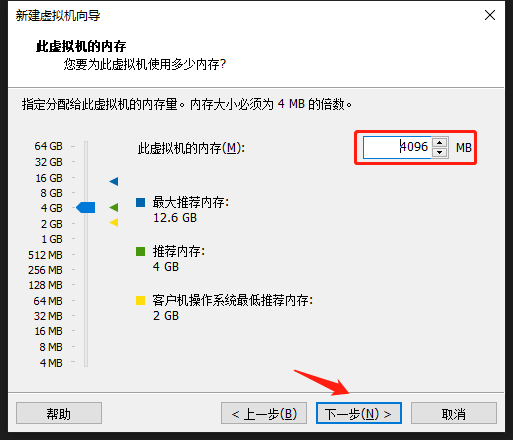 新建虚拟机向导
此虚拟机的内存
您要为此虚拟机使用多少内存?
指定分配给此虚拟机的内存量。内存大小必须为 4 MB 的倍数。
64 GB
32 GB
16 GB
8 GB
4 GB
2 GB
1 GB
512 MB
256 MB
128 MB
64 MB
32 MB
16 MB
8 MB
4 MB
此虚拟机的内存(M):
4096 MB
最大推荐内存:
12.6 GB
推荐内存:
4 GB
客户机操作系统最低推荐内存:
2 GB
帮助
< 上一步(B)
下一步(N) >
取消